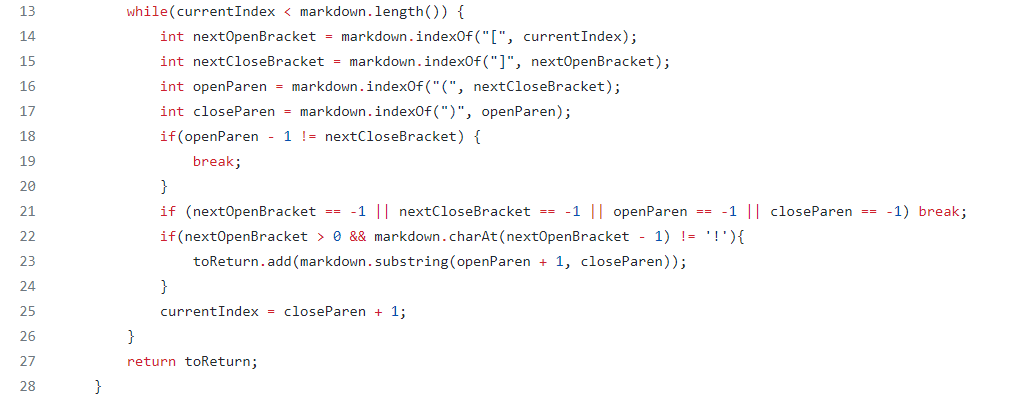 13 while(currentIndex < markdown.length()) {
14 int nextOpenBracket = markdown.indexOf("[", currentIndex);
15 int nextCloseBracket = markdown.indexOf("]", nextOpenBracket);
16 int openParen = markdown.indexOf("(", nextCloseBracket);
17 int closeParen = markdown.indexOf(")", openParen);
18 if(openParen - 1 != nextCloseBracket) {
19 break;
20 }
21 if (nextOpenBracket == -1 || nextCloseBracket == -1 || openParen == -1 || closeParen == -1) break;
22 if(nextOpenBracket > 0 && markdown.charAt(nextOpenBracket - 1) != '!'){
23 toReturn.add(markdown.substring(openParen + 1, closeParen));
24 }
25 currentIndex = closeParen + 1;
26 }
27 return toReturn;
28 }